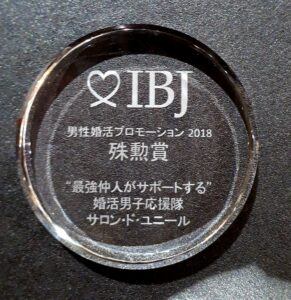 IBJ
男性婚活プロモーション 2018
殊勲賞
“最強仲人がサポートする”
婚活男子応援隊
サロン・ド・ユニール